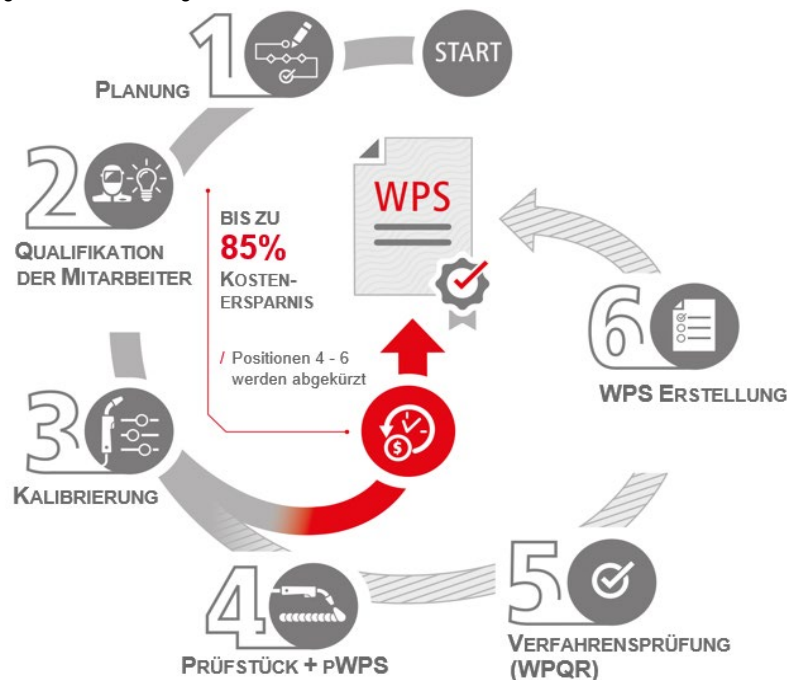 START
1
PLANUNG
2
QUALIFIKATION
DER MITARBEITER
3
KALIBRIERUNG
4
PRÜFSTÜCK + PWPS
5
VERFAHRENSPRÜFUNG
(WPQR)
6
WPS ERSTELLUNG
WPS
BIS ZU
85%
KOSTEN-
ERSPARNIS
/ Positionen 4 - 6
werden abgekürzt
$